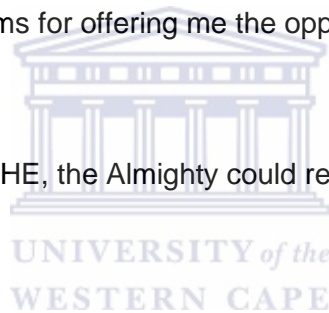 ms for offering me the opp
HE, the Almighty could re
UNIVERSITY of the
WESTERN CAPE